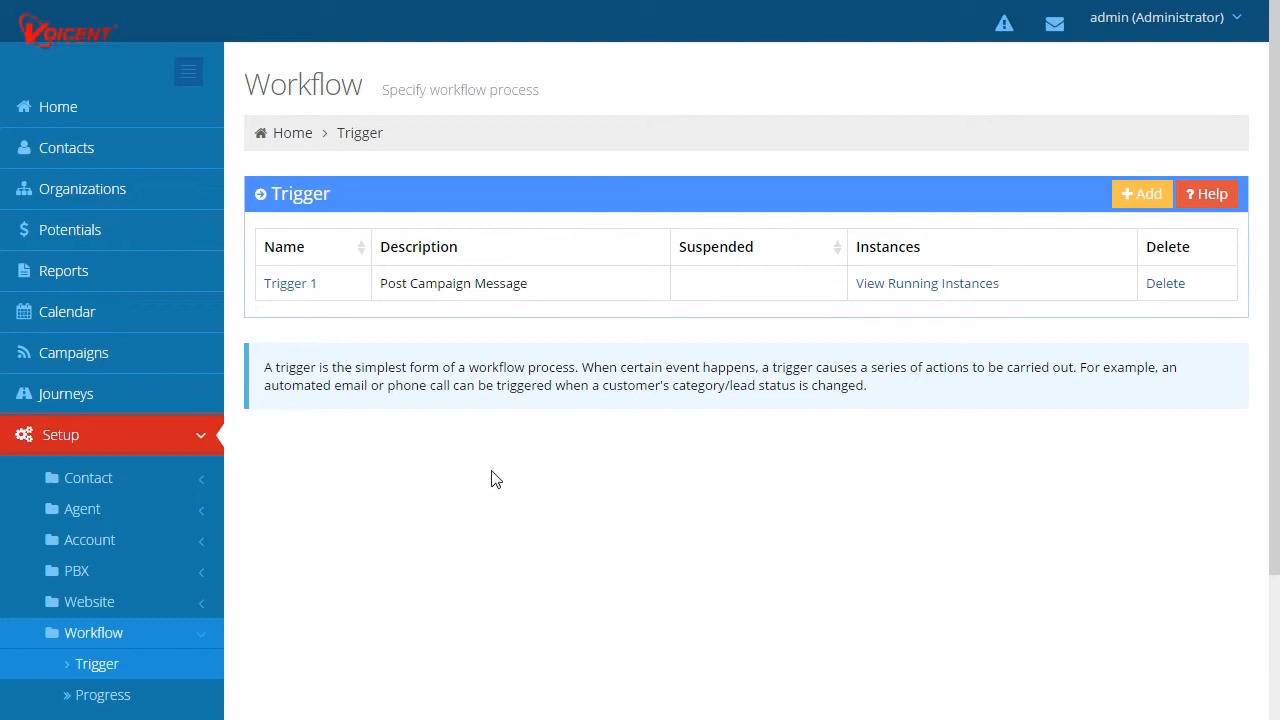 VOICENT
admin (Administrator)
Home
Contacts
Organizations
Potentials
Reports
Calendar
Campaigns
Journeys
Setup
Contact
Agent
Account
PBX
Website
Workflow
Trigger
Progress
Workflow Specify workflow process
Home > Trigger
Trigger
+ Add
? Help
Name Description Suspended Instances Delete
Trigger 1 Post Campaign Message View Running Instances Delete
A trigger is the simplest form of a workflow process. When certain event happens, a trigger causes a series of actions to be carried out. For example, an
automated email or phone call can be triggered when a customer's category/lead status is changed.